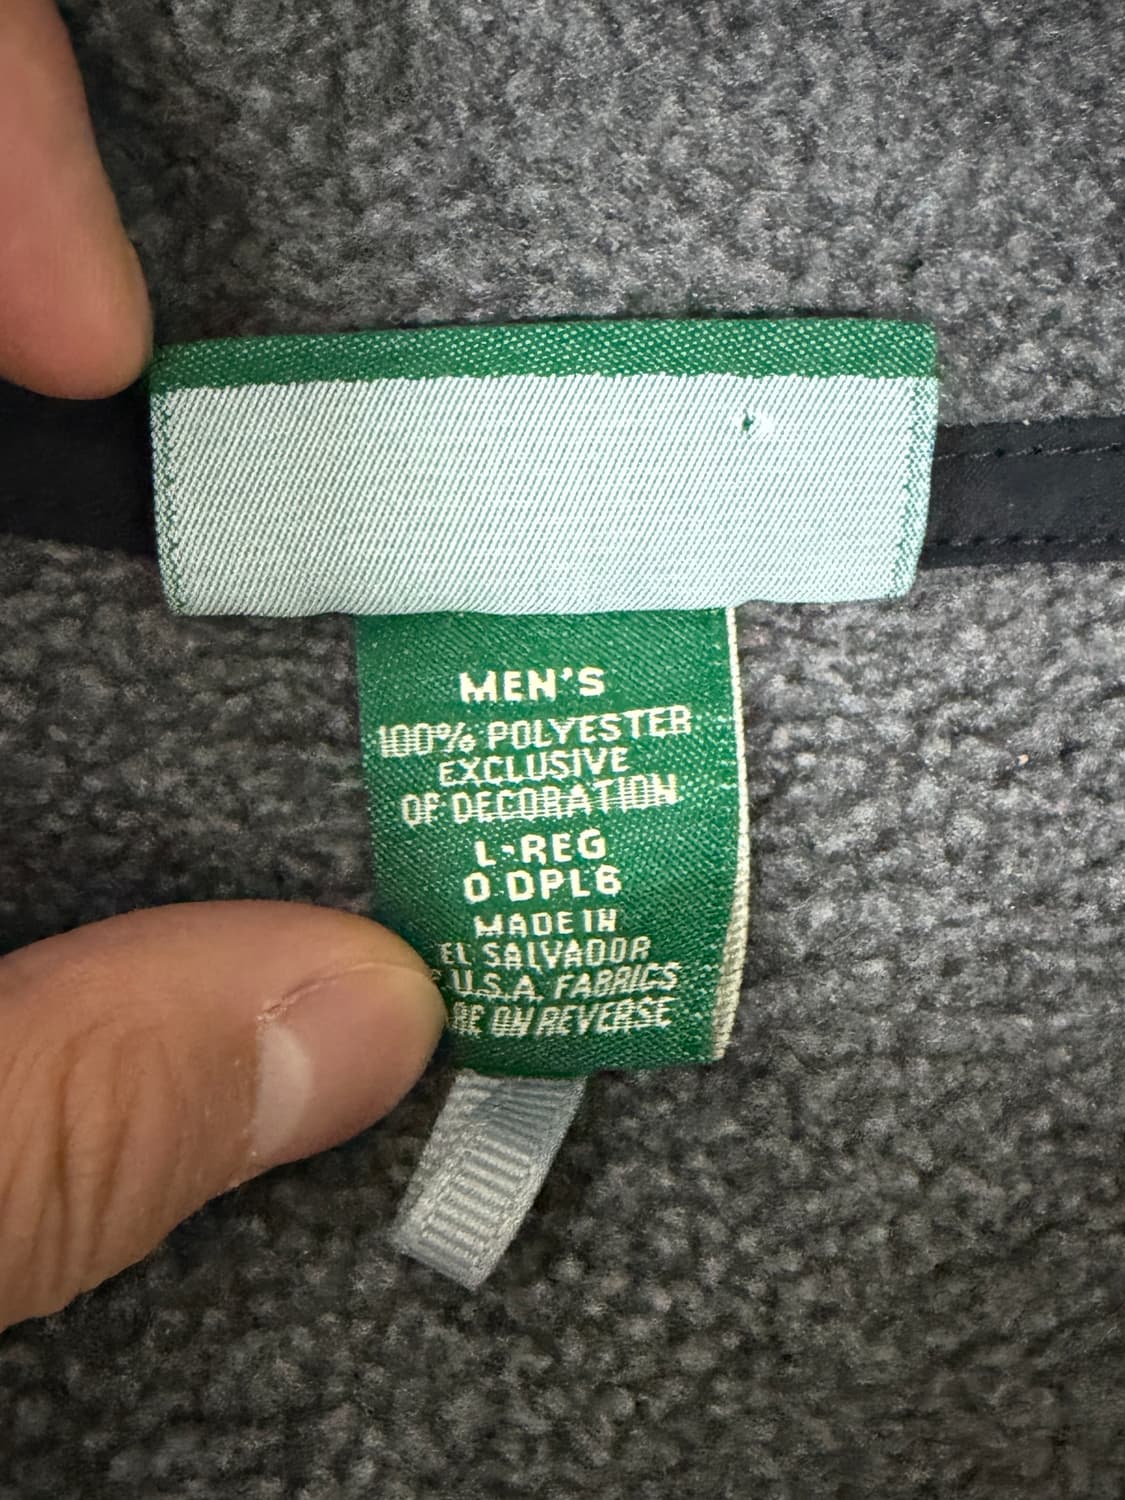 MEN'S
100% POLYESTER
EXCLUSIVE
OF DECORATION
L-REG
0 DPL6
MADE IN
EL SALVADOR
U.S.A. FABRICS
ON REVERSE